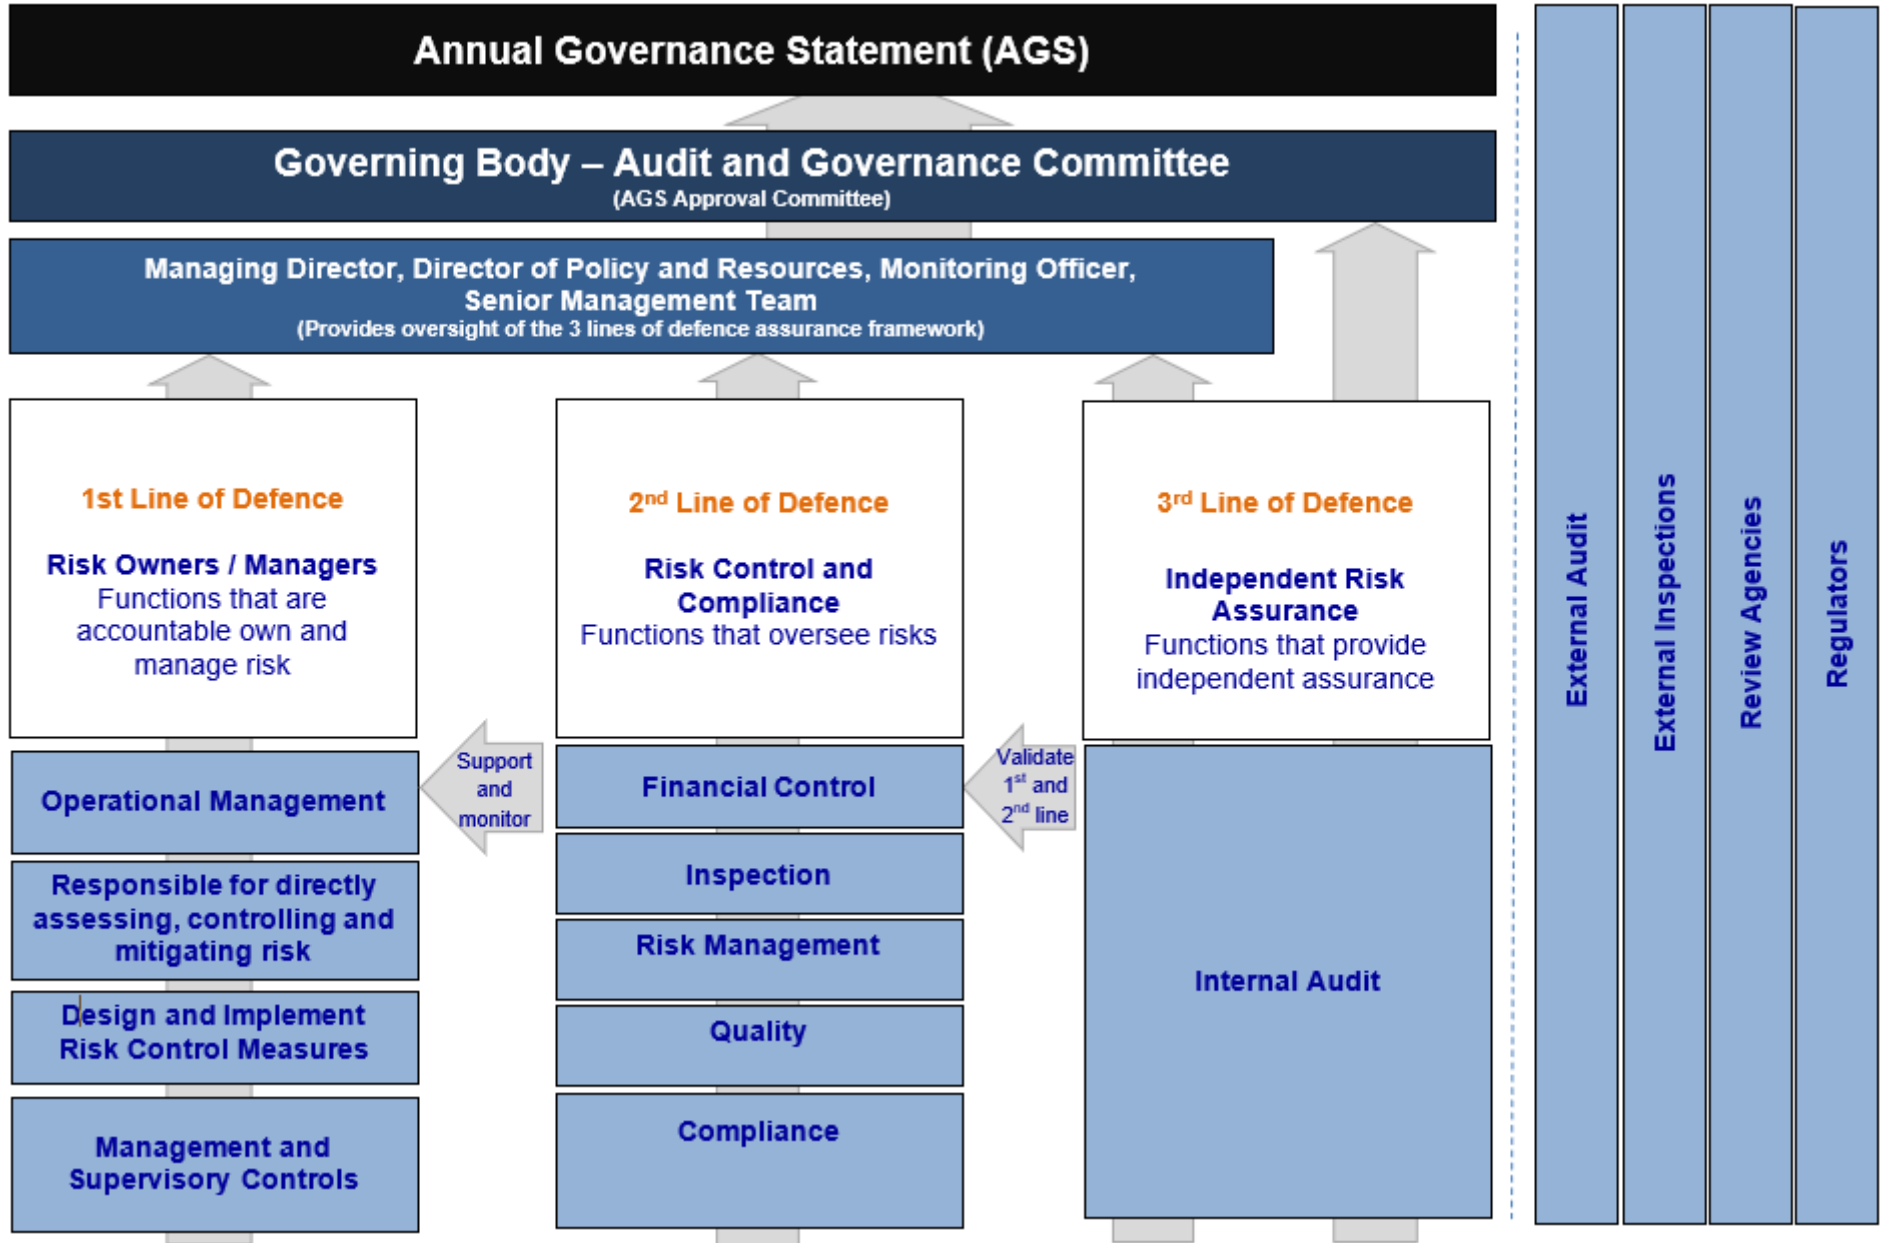 Annual Governance Statement (AGS)
Governing Body – Audit and Governance Committee
(AGS Approval Committee)
Managing Director, Director of Policy and Resources, Monitoring Officer,
Senior Management Team
(Provides oversight of the 3 lines of defence assurance framework)
1st Line of Defence
Risk Owners / Managers
Functions that are
accountable own and
manage risk
Operational Management
Responsible for directly
assessing, controlling and
mitigating risk
Design and Implement
Risk Control Measures
Management and
Supervisory Controls
Support
and
monitor
2nd Line of Defence
Risk Control and
Compliance
Functions that oversee risks
Financial Control
Inspection
Risk Management
Quality
Compliance
Validate
1st and
2nd line
3rd Line of Defence
Independent Risk
Assurance
Functions that provide
independent assurance
Internal Audit
External Audit
External Inspections
Review Agencies
Regulators